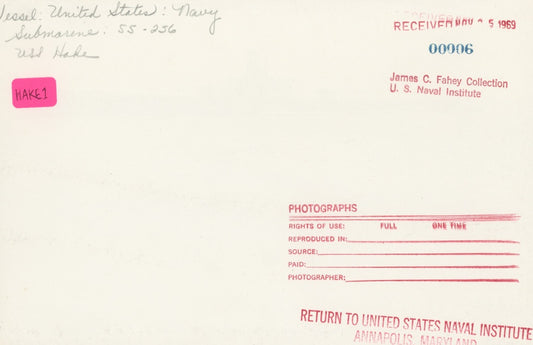 Vessel: United States: Navy
Submarine: SS-256
USS Hake
HAKE1
RECEIVED NOV 5 1969
00906
James C. Fahey Collection
U. S. Naval Institute
PHOTOGRAPHS
RIGHTS OF USE: FULL ONE TIME
REPRODUCED IN:
SOURCE:
PAID:
PHOTOGRAPHER:
RETURN TO UNITED STATES NAVAL INSTITUTE
ANNAPOLIS, MARYLAND